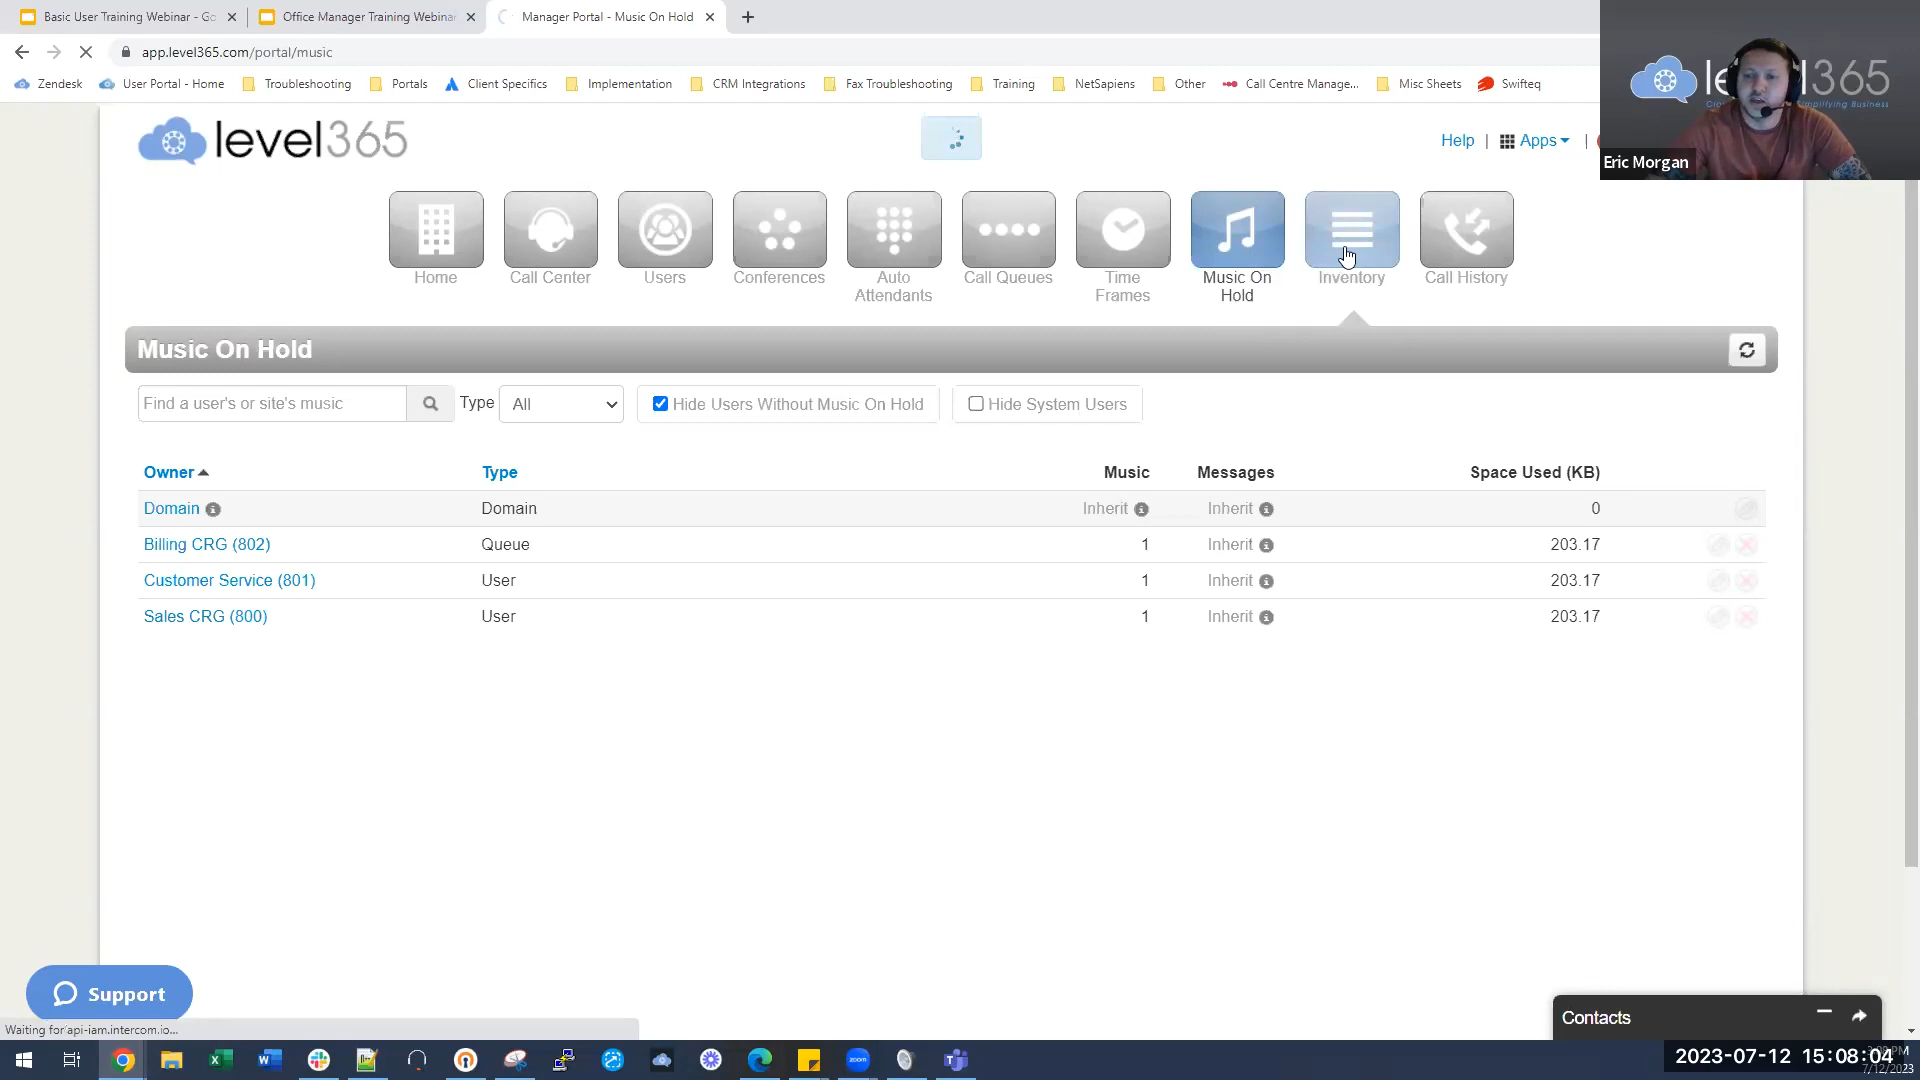 Basic User Training Webinar - Go
Office Manager Training Webinar
Manager Portal - Music On Hold
app.level365.com/portal/music
Zendesk
User Portal - Home
Troubleshooting
Portals
Client Specifics
Implementation
CRM Integrations
Fax Troubleshooting
Training
NetSapiens
Other
Call Centre Manage...
Misc Sheets
Swifteq
level365
Help | Apps |
Eric Morgan
Home
Call Center
Users
Conferences
Auto Attendants
Call Queues
Time Frames
Music On Hold
Inventory
Call History
Music On Hold
Find a user's or site's music
Type
All
Hide Users Without Music On Hold
Hide System Users
Owner Type Music Messages Space Used (KB)
Domain Domain Inherit Inherit 0
Billing CRG (802) Queue 1 Inherit 203.17
Customer Service (801) User 1 Inherit 203.17
Sales CRG (800) User 1 Inherit 203.17
Support
Waiting for api-iam.intercom.io...
Contacts
zoom
2023-07-12 15:08:04
7/12/2023